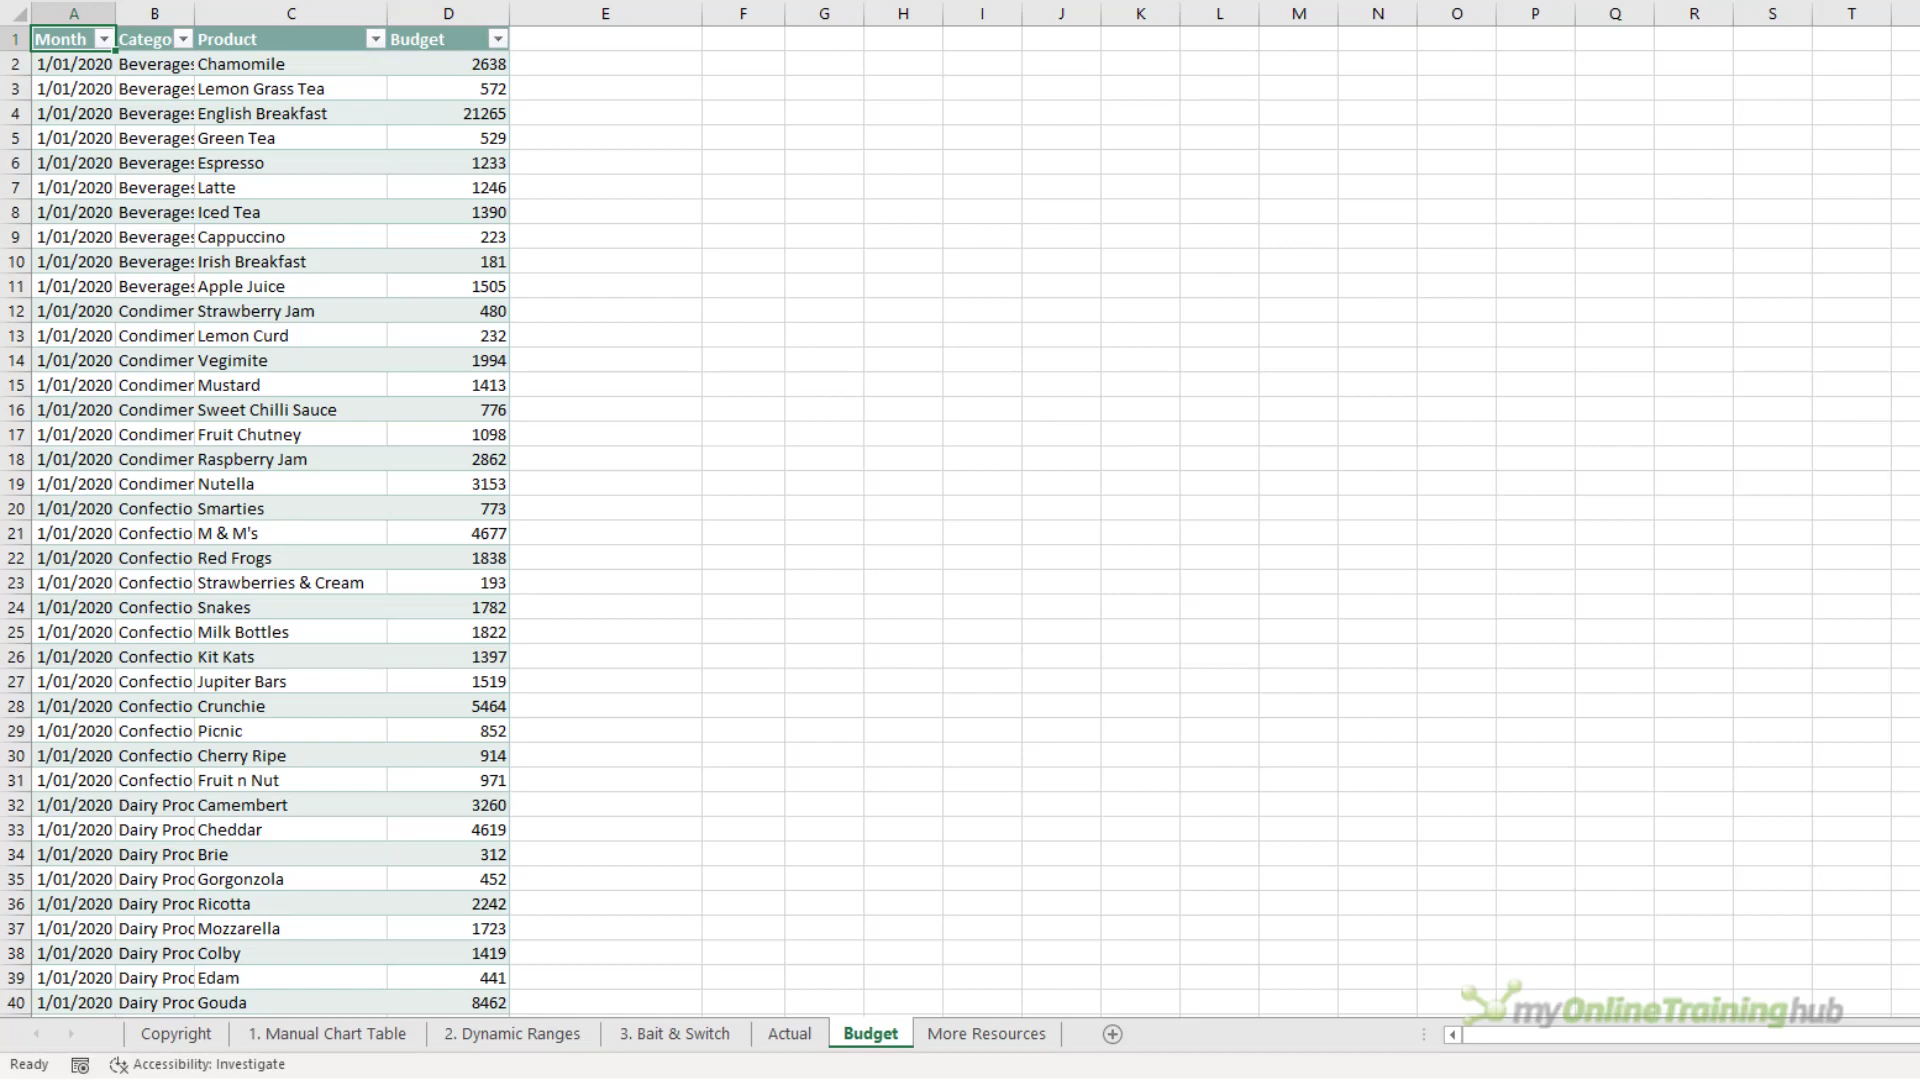 A B C D E F G H I J K L M N O P Q R S T
1 Month Catego Product Budget
2 1/01/2020 Beverages Chamomile 2638
3 1/01/2020 Beverages Lemon Grass Tea 572
4 1/01/2020 Beverages English Breakfast 21265
5 1/01/2020 Beverages Green Tea 529
6 1/01/2020 Beverages Espresso 1233
7 1/01/2020 Beverages Latte 1246
8 1/01/2020 Beverages Iced Tea 1390
9 1/01/2020 Beverages Cappuccino 223
10 1/01/2020 Beverages Irish Breakfast 181
11 1/01/2020 Beverages Apple Juice 1505
12 1/01/2020 Condimer Strawberry Jam 480
13 1/01/2020 Condimer Lemon Curd 232
14 1/01/2020 Condimer Vegimite 1994
15 1/01/2020 Condimer Mustard 1413
16 1/01/2020 Condimer Sweet Chilli Sauce 776
17 1/01/2020 Condimer Fruit Chutney 1098
18 1/01/2020 Condimer Raspberry Jam 2862
19 1/01/2020 Condimer Nutella 3153
20 1/01/2020 Confectio Smarties 773
21 1/01/2020 Confectio M & M's 4677
22 1/01/2020 Confectio Red Frogs 1838
23 1/01/2020 Confectio Strawberries & Cream 193
24 1/01/2020 Confectio Snakes 1782
25 1/01/2020 Confectio Milk Bottles 1822
26 1/01/2020 Confectio Kit Kats 1397
27 1/01/2020 Confectio Jupiter Bars 1519
28 1/01/2020 Confectio Crunchie 5464
29 1/01/2020 Confectio Picnic 852
30 1/01/2020 Confectio Cherry Ripe 914
31 1/01/2020 Confectio Fruit n Nut 971
32 1/01/2020 Dairy Proc Camembert 3260
33 1/01/2020 Dairy Proc Cheddar 4619
34 1/01/2020 Dairy Proc Brie 312
35 1/01/2020 Dairy Proc Gorgonzola 452
36 1/01/2020 Dairy Proc Ricotta 2242
37 1/01/2020 Dairy Proc Mozzarella 1723
38 1/01/2020 Dairy Proc Colby 1419
39 1/01/2020 Dairy Proc Edam 441
40 1/01/2020 Dairy Proc Gouda 8462
myOnlineTraininghub
Copyright 1. Manual Chart Table 2. Dynamic Ranges 3. Bait & Switch Actual Budget More Resources
Ready Accessibility: Investigate